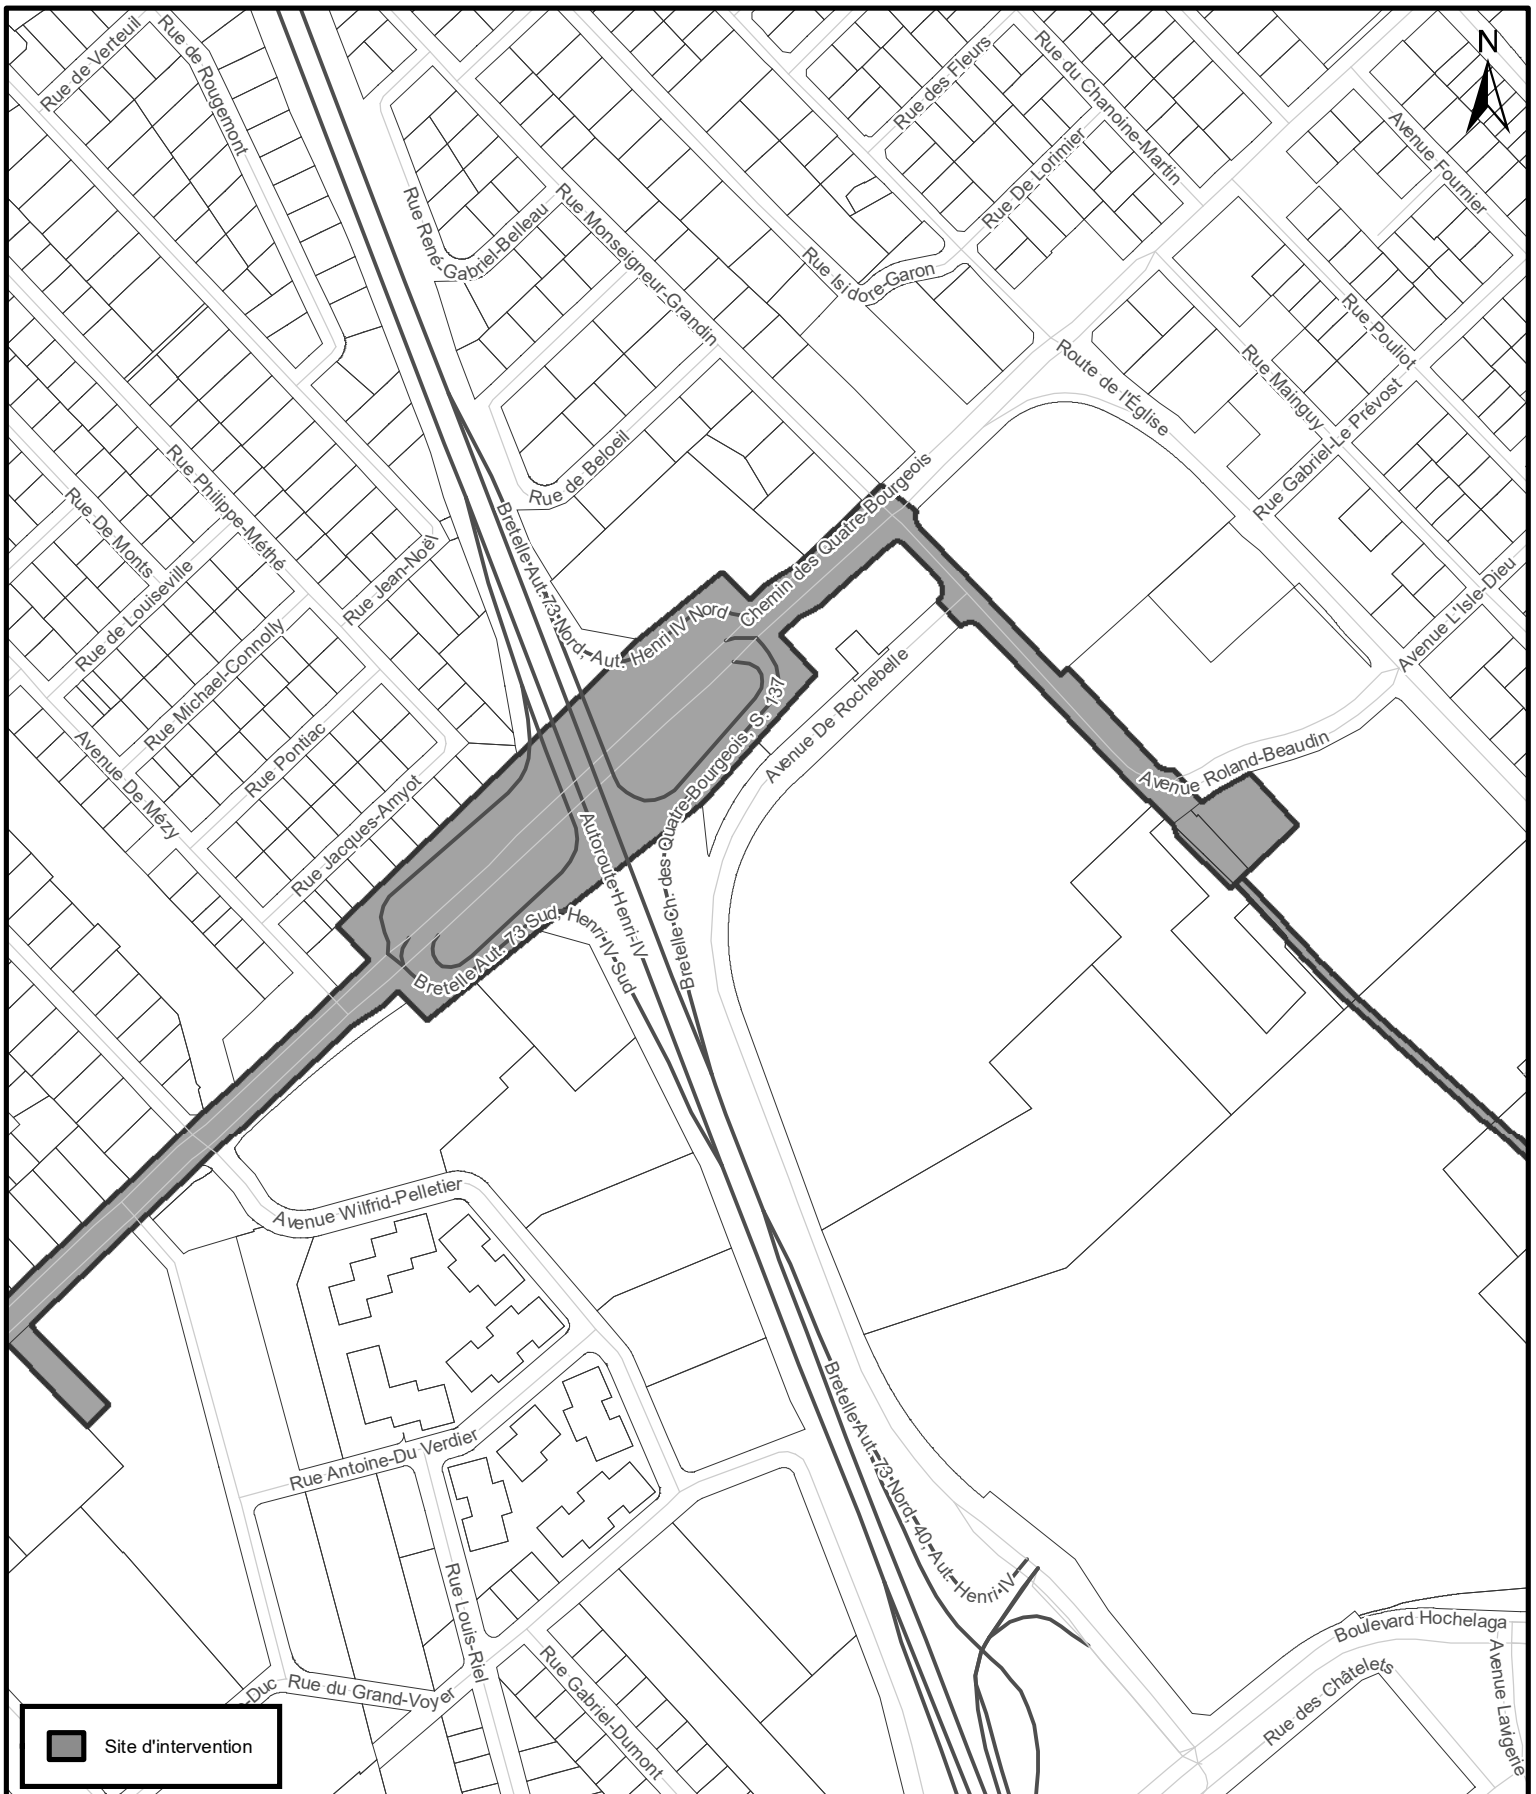 Rue de Verteuil
Rue de Rougemont
Rue des Fleurs
Rue du Chanoine-Martin
N
Avenue Fournier
Rue De Lorimier
Rue René-Gabriel-Belleau
Rue Monseigneur-Grandin
Rue Isidore-Garon
Rue Pouliot
Route de l'Église
Rue Mainguy
Rue Gabriel-Le Prévost
Rue de Beloeil
Rue Philippe-Méthé
Rue De Monts
Rue de Louiseville
Rue Jean-Noël
Bretelle Aut. 73 Nord, Aut. Henri IV Nord
Chemin des Quatre-Bourgeois
Avenue L'Isle-Dieu
Rue Michael-Connolly
Rue Pontiac
Avenue De Mézy
Rue Jacques-Amyot
Avenue De Rochebelle
Avenue Roland-Beaudin
Bretelle Ch. des Quatre-Bourgeois, S. 137
Autoroute Henri-IV
Bretelle Aut. 73 Sud, Henri-IV Sud
Avenue Wilfrid-Pelletier
Rue Antoine-Du Verdier
Bretelle Aut. 73 Nord, 40, Aut. Henri-IV
Rue Louis-Riel
-Duc
Rue du Grand-Voyer
Rue Gabriel-Dumont
Boulevard Hochelaga
Rue des Châtelets
Avenue Lavigerie
Site d'intervention